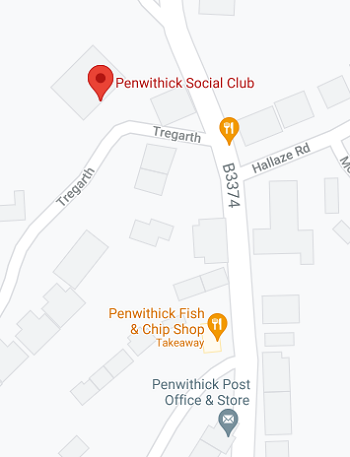 Penwithick Social Club
Tregarth
Hallaze Rd
B3374
Tregarth
Penwithick Fish
& Chip Shop
Takeaway
Penwithick Post
Office & Store